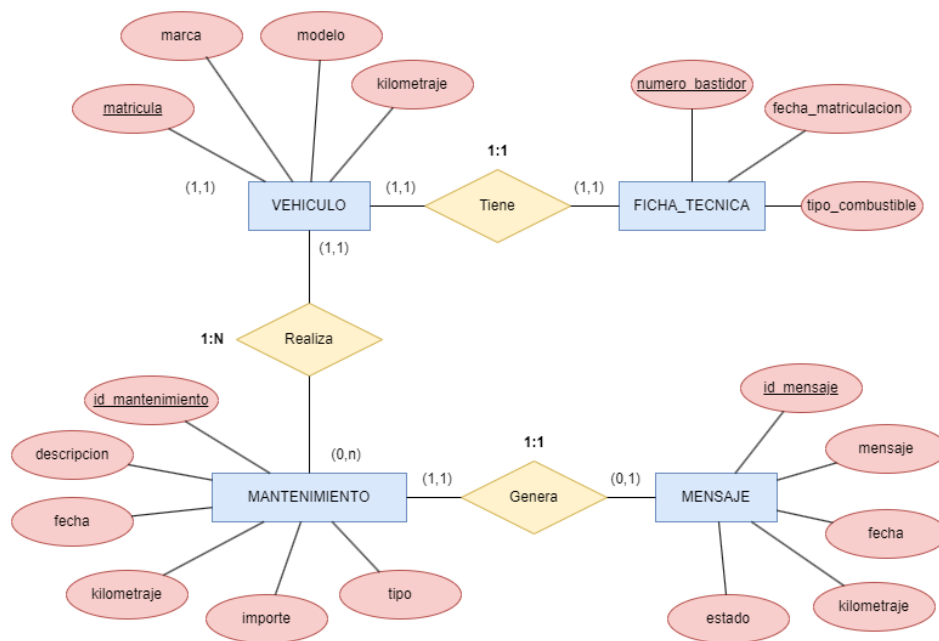 marca
modelo
kilometraje
matricula
numero_bastidor
fecha_matriculacion
1:1
(1,1)
(1,1)
(1,1)
VEHICULO
Tiene
FICHA_TECNICA
tipo_combustible
(1,1)
1:N
Realiza
id_mantenimiento
id_mensaje
descripcion
1:1
mensaje
(0,n)
(1,1)
(0,1)
MANTENIMIENTO
Genera
MENSAJE
fecha
fecha
kilometraje
tipo
importe
estado
kilometraje